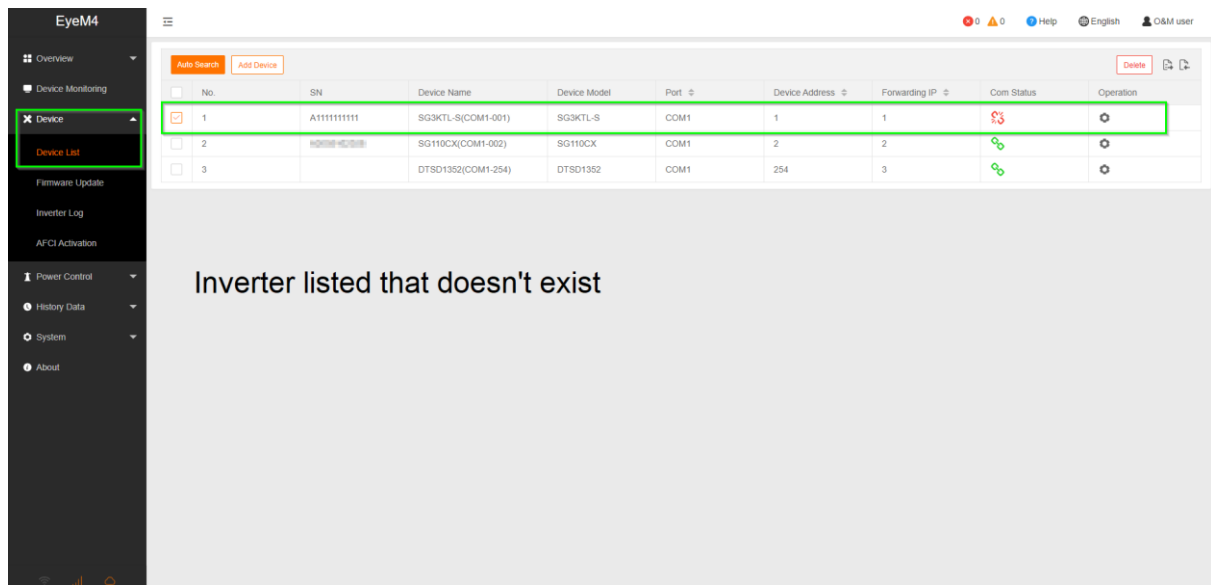 EyeM4
0 0 Help English O&M user
Overview
Device Monitoring
Device
Device List
Firmware Update
Inverter Log
AFCI Activation
Power Control
History Data
System
About
Auto Search Add Device Delete
No. SN Device Name Device Model Port Device Address Forwarding IP Com Status Operation
1 A1111111111 SG3KTL-S(COM1-001) SG3KTL-S COM1 1 1
2 SG110CX(COM1-002) SG110CX COM1 2 2
3 DTSD1352(COM1-254) DTSD1352 COM1 254 3
Inverter listed that doesn't exist